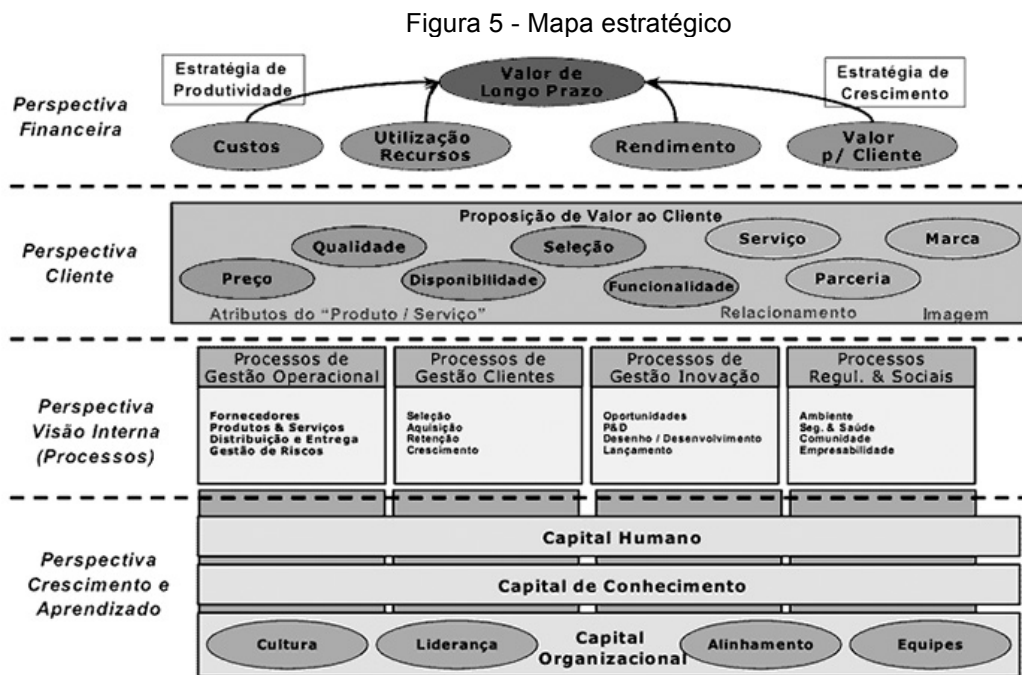 Figura 5 - Mapa estratégico
Perspectiva
Financeira
Estratégia de
Produtividade
Valor de
Longo Prazo
Estratégia de
Crescimento
Custos
Utilização
Recursos
Rendimento
Valor
p/ Cliente
Perspectiva
Cliente
Proposição de Valor ao Cliente
Qualidade
Seleção
Serviço
Marca
Preço
Disponibilidade
Funcionalidade
Parceria
Atributos do “Produto / Serviço”
Relacionamento
Imagem
Perspectiva
Visão Interna
(Processos)
Processos de
Gestão Operacional
Fornecedores
Produtos & Serviços
Distribuição e Entrega
Gestão de Riscos
Processos de
Gestão Clientes
Seleção
Aquisição
Retenção
Crescimento
Processos de
Gestão Inovação
Oportunidades
P&D
Desenho / Desenvolvimento
Lançamento
Processos
Regul. & Sociais
Ambiente
Seg. & Saúde
Comunidade
Empresabilidade
Perspectiva
Crescimento e
Aprendizado
Capital Humano
Capital de Conhecimento
Cultura
Liderança
Capital
Organizacional
Alinhamento
Equipes